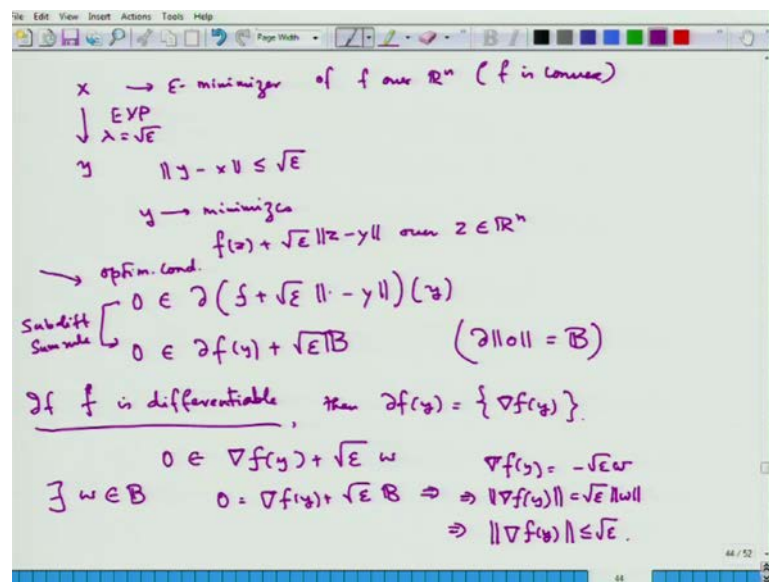 File Edit View Insert Actions Tools Help
Page Width
x → ε-minimizer of f over ℝⁿ (f is convex)
↓ EVP
λ = √ε
y ‖y - x‖ ≤ √ε
y → minimizes
f(z) + √ε ‖z - y‖ over z ∈ ℝⁿ
→ optim. cond.
0 ∈ ∂(f + √ε ‖· - y‖)(y)
Subdiff
Sum rule
0 ∈ ∂f(y) + √ε 𝔹 (∂‖0‖ = 𝔹)
If f is differentiable, then ∂f(y) = {∇f(y)}.
0 ∈ ∇f(y) + √ε w ∇f(y) = -√ε w
∃ w ∈ 𝔹 0 = ∇f(y) + √ε 𝔹 ⇒ ⇒ ‖∇f(y)‖ = √ε ‖w‖
⇒ ‖∇f(y)‖ ≤ √ε.
44 / 52
44